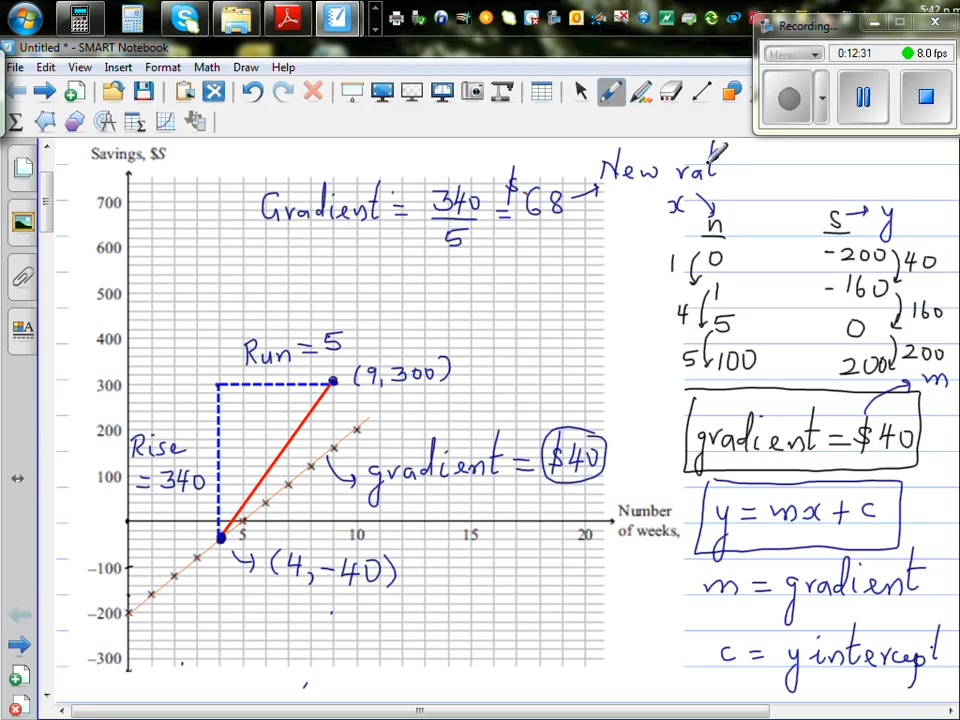 5:42 p.m
Untitled * - SMART Notebook
Recording...
File Edit View Insert Format Math Draw Help
Menu
0:12:31
8.0 fps
Savings, $S
700
600
500
400
300
200
100
-100
-200
-300
5
10
15
20
Number
of weeks,
Gradient = 340/5 = $68 → New rat
Run = 5
(9, 300)
Rise
= 340
gradient = $40
(4, -40)
x
n
S → y
0 -200
1 40
1 -160
4 160
5 0
5 200
100 200
m
gradient = $40
y = mx + c
m = gradient
c = y intercept